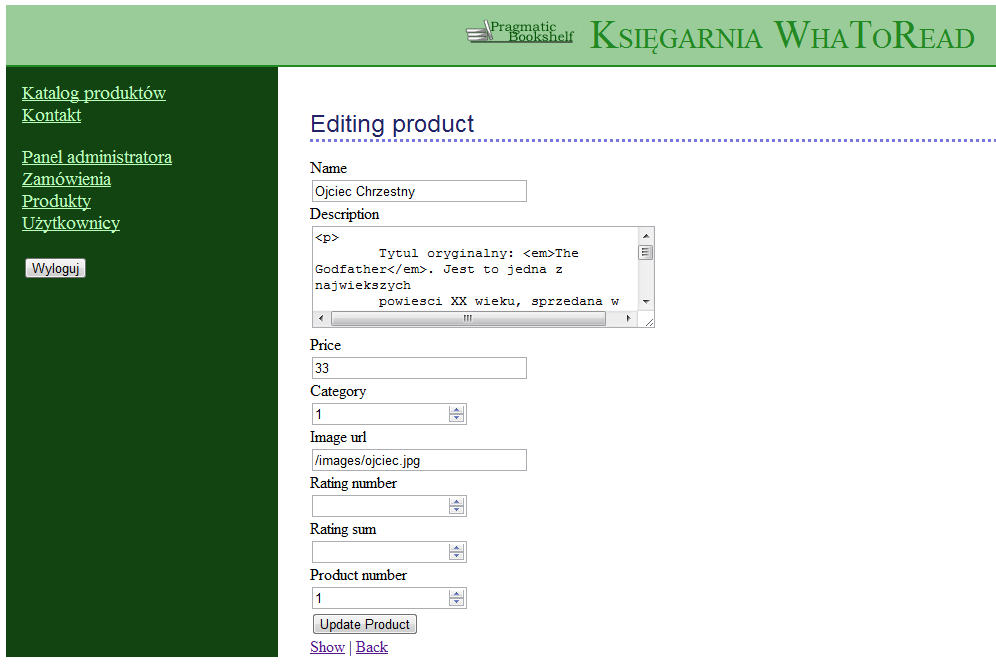 Pragmatic
Bookshelf
Księgarnia WhaToRead
Katalog produktów
Kontakt
Panel administratora
Zamówienia
Produkty
Użytkownicy
Wyloguj
Editing product
Name
Ojciec Chrzestny
Description
<p>
Tytul oryginalny: <em>The
Godfather</em>. Jest to jedna z
najwiekszych
powiesci XX wieku, sprzedana w
Price
33
Category
1
Image url
/images/ojciec.jpg
Rating number
Rating sum
Product number
1
Update Product
Show | Back